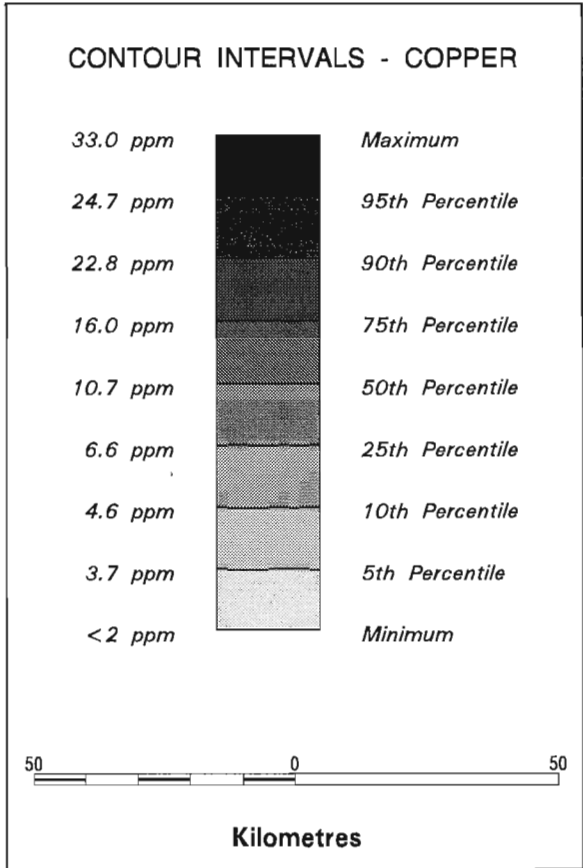 CONTOUR INTERVALS - COPPER
33.0 ppm Maximum
24.7 ppm 95th Percentile
22.8 ppm 90th Percentile
16.0 ppm 75th Percentile
10.7 ppm 50th Percentile
6.6 ppm 25th Percentile
4.6 ppm 10th Percentile
3.7 ppm 5th Percentile
<2 ppm Minimum
50 0 50
Kilometres